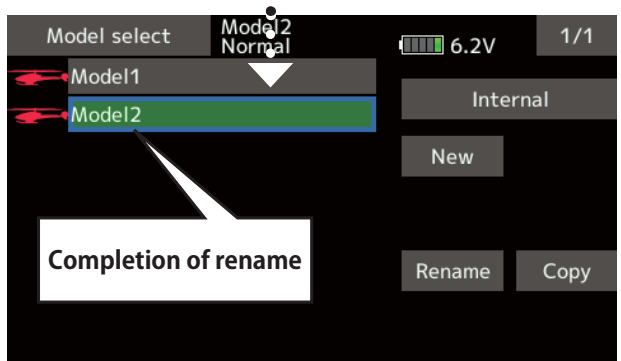 Model select
Model2
Normal
6.2V
1/1
Model1
Internal
Model2
New
Completion of rename
Rename
Copy